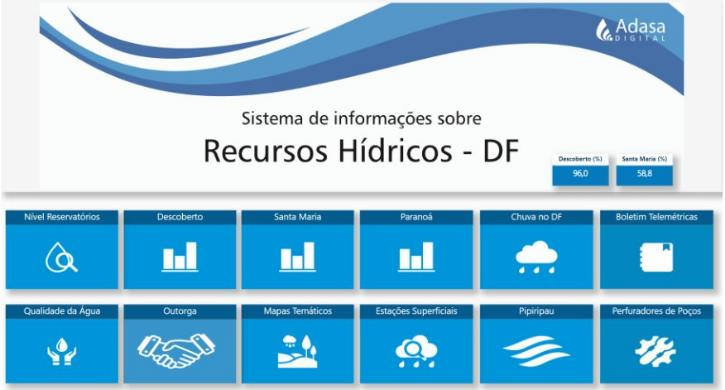 Adasa
DIGITAL
Sistema de informações sobre
Recursos Hídricos - DF
Descoberto (%) Santa Maria (%)
96,0 58,8
Nível Reservatórios Descoberto Santa Maria Paranoá Chuva no DF Boletim Telemétricas
Qualidade da Água Outorga Mapas Temáticos Estações Superficiais Pipiripau Perfuradores de Poços